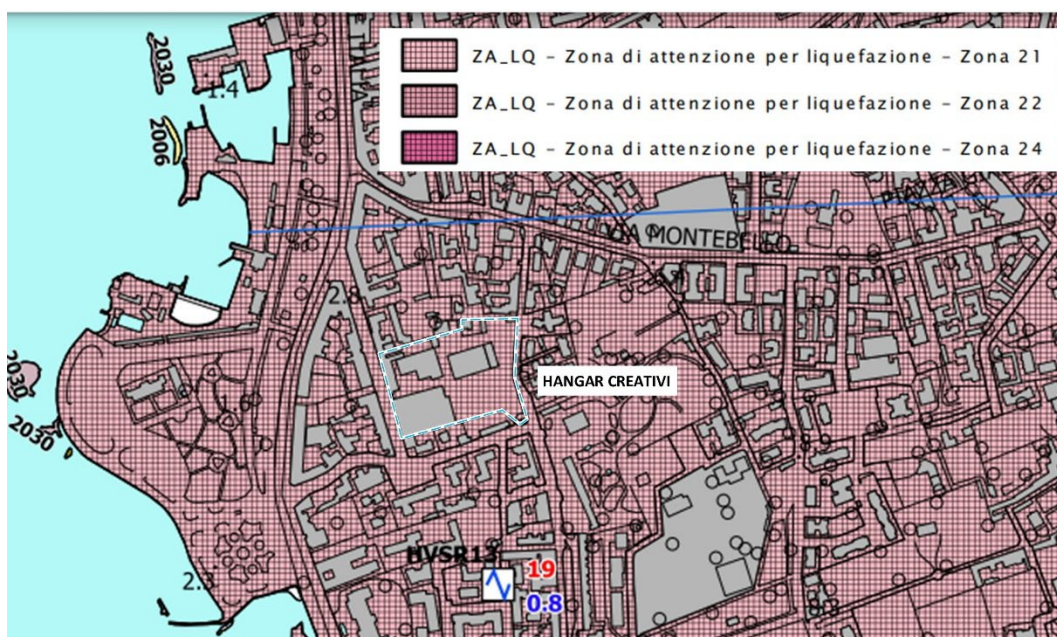 ZA_LQ – Zona di attenzione per liquefazione – Zona 21
ZA_LQ – Zona di attenzione per liquefazione – Zona 22
ZA_LQ – Zona di attenzione per liquefazione – Zona 24
2030
1.4
2006
PIAZZA
VIA MONTEBELLO
2.8
HANGAR CREATIVI
2030
2030
HVSR13
19
0.8